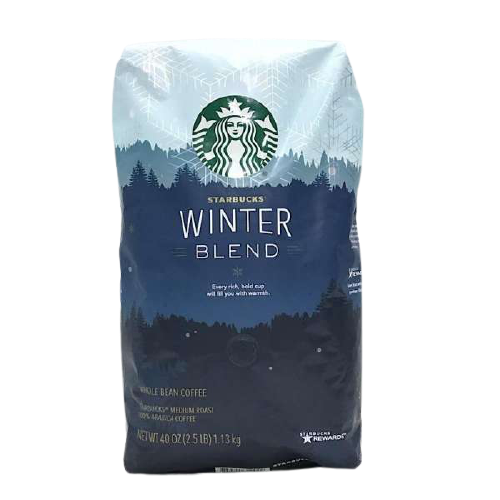 STARBUCKS
WINTER
BLEND
Every rich, bold cup
will fill you with warmth.
WHOLE BEAN COFFEE
STARBUCKS® MEDIUM ROAST
100% ARABICA COFFEE
NET WT 40 OZ (2.5 LB) 1.13 kg
STARBUCKS
REWARDS